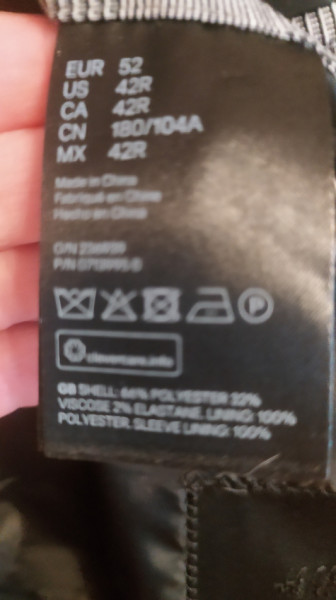 EUR 52
US 42R
CA 42R
CN 180/104A
MX 42R
Made in China
Fabriqué en Chine
Hecho en China
O/N
P/N
P
clevercare.info
GB SHELL: 66% POLYESTER 32%
VISCOSE 2% ELASTANE. LINING: 100%
POLYESTER. SLEEVE LINING: 100%